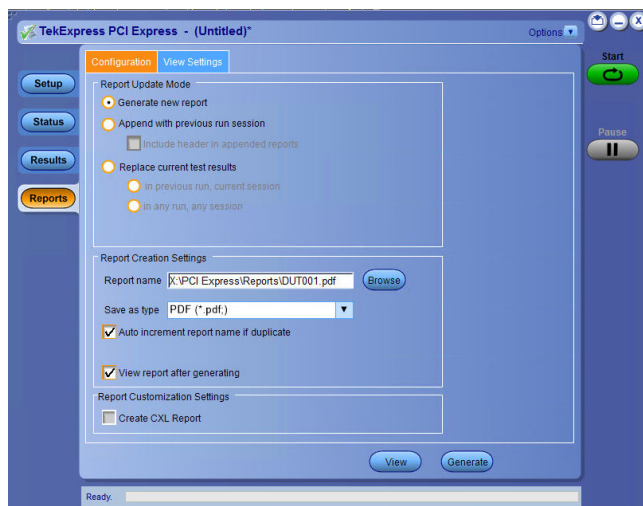 TekExpress PCI Express - (Untitled)*
Options
Start
Pause
Setup
Status
Results
Reports
Configuration
View Settings
Report Update Mode
Generate new report
Append with previous run session
Include header in appended reports
Replace current test results
in previous run, current session
in any run, any session
Report Creation Settings
Report name X:\PCI Express\Reports\DUT001.pdf Browse
Save as type PDF (*.pdf;)
Auto increment report name if duplicate
View report after generating
Report Customization Settings
Create CXL Report
View Generate
Ready.